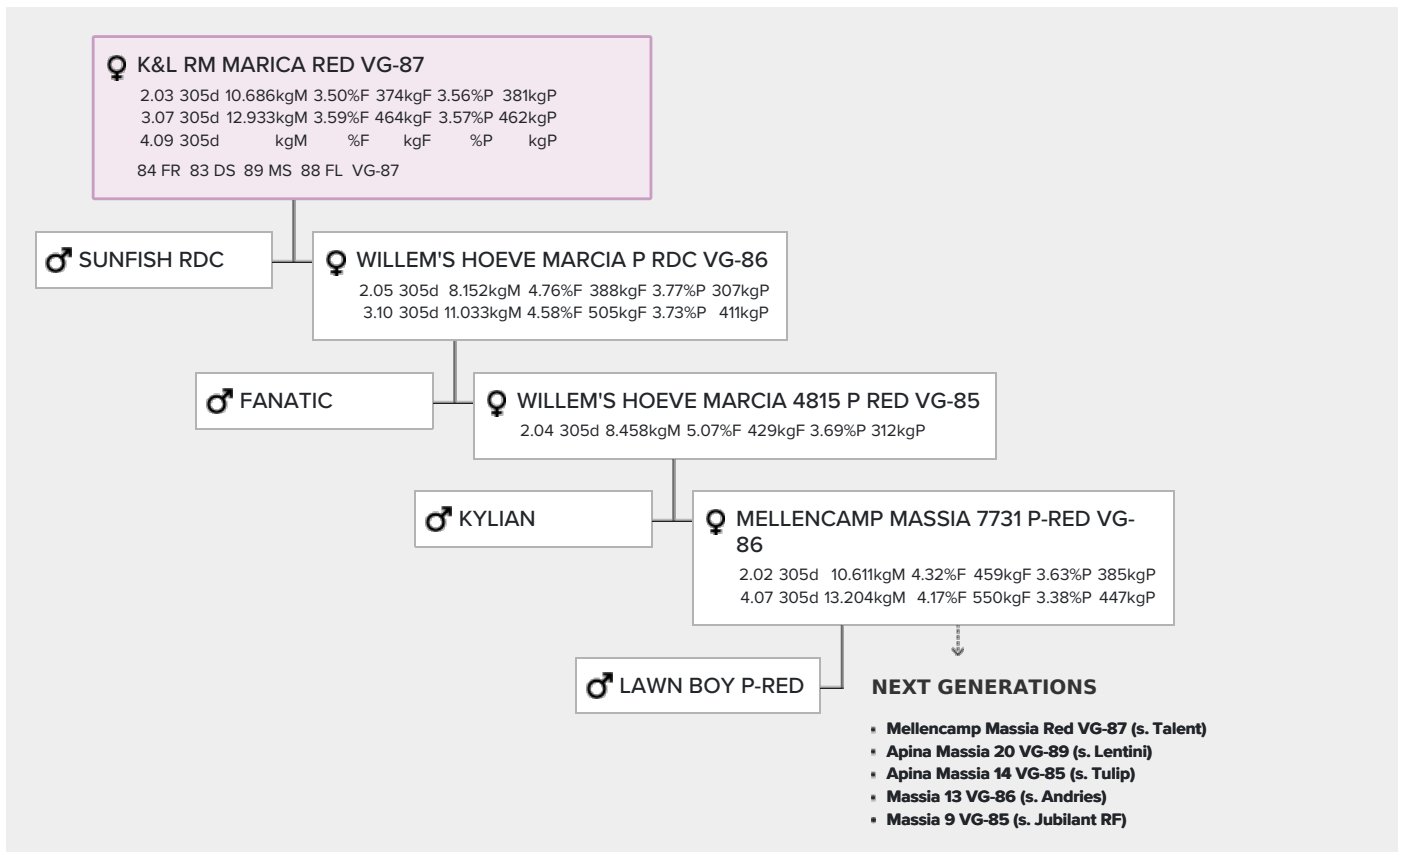 K&L RM MARICA RED VG-87
2.03 305d 10.686kgM 3.50%F 374kgF 3.56%P 381kgP
3.07 305d 12.933kgM 3.59%F 464kgF 3.57%P 462kgP
4.09 305d kgM %F kgF %P kgP
84 FR 83 DS 89 MS 88 FL VG-87
SUNFISH RDC
WILLEM'S HOEVE MARCIA P RDC VG-86
2.05 305d 8.152kgM 4.76%F 388kgF 3.77%P 307kgP
3.10 305d 11.033kgM 4.58%F 505kgF 3.73%P 411kgP
FANATIC
WILLEM'S HOEVE MARCIA 4815 P RED VG-85
2.04 305d 8.458kgM 5.07%F 429kgF 3.69%P 312kgP
KYLIAN
MELLENCAMP MASSIA 7731 P-RED VG-
86
2.02 305d 10.611kgM 4.32%F 459kgF 3.63%P 385kgP
4.07 305d 13.204kgM 4.17%F 550kgF 3.38%P 447kgP
LAWN BOY P-RED
NEXT GENERATIONS
▪ Mellencamp Massia Red VG-87 (s. Talent)
▪ Apina Massia 20 VG-89 (s. Lentini)
▪ Apina Massia 14 VG-85 (s. Tulip)
▪ Massia 13 VG-86 (s. Andries)
▪ Massia 9 VG-85 (s. Jubilant RF)